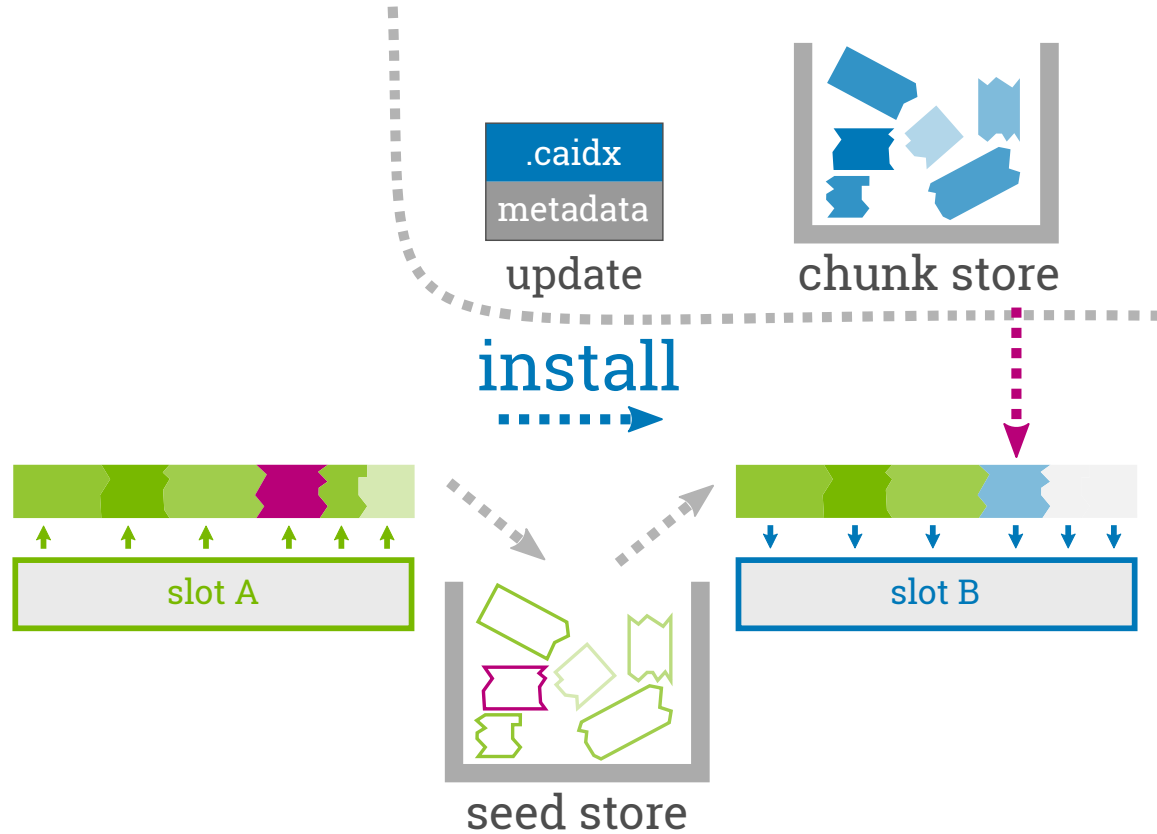 .caidx
metadata
update
chunk store
install
slot A
slot B
seed store